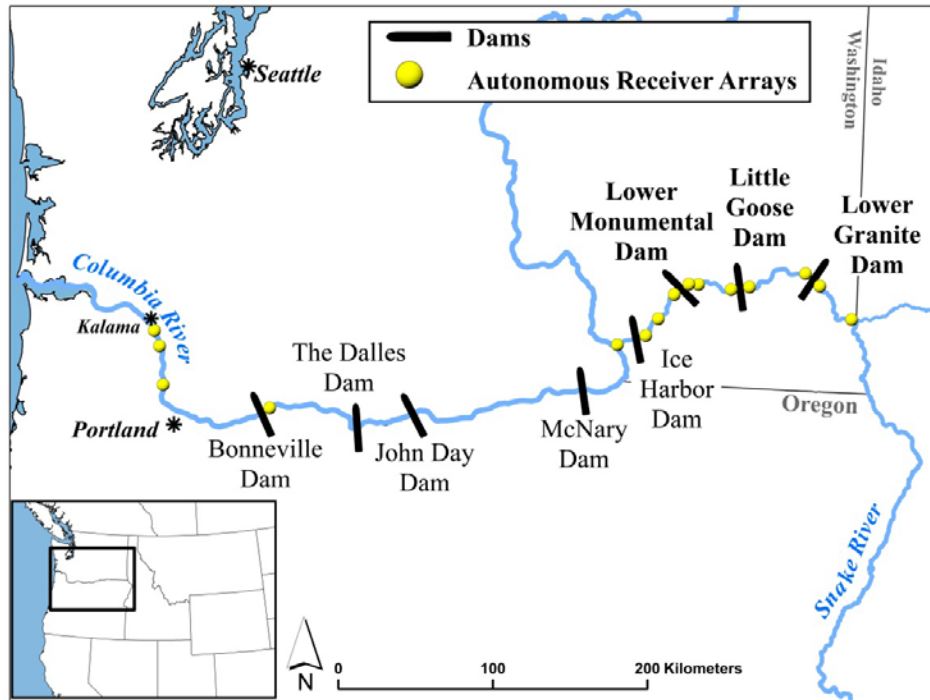 Dams
Autonomous Receiver Arrays
Seattle
Washington
Idaho
Lower
Monumental
Dam
Little
Goose
Dam
Lower
Granite
Dam
Columbia River
Kalama
The Dalles
Dam
Ice
Harbor
Dam
Oregon
Portland
Bonneville
Dam
John Day
Dam
McNary
Dam
Snake River
N
0
100
200 Kilometers